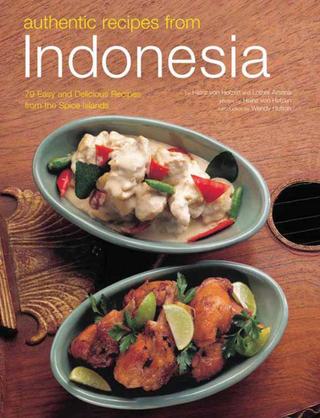 authentic recipes from
Indonesia
79 Easy and Delicious Recipes
from the Spice Islands
by Heinz von Holzen and Lother Arsana
photos by Heinz von Holzen
introduction by Wendy Hutton